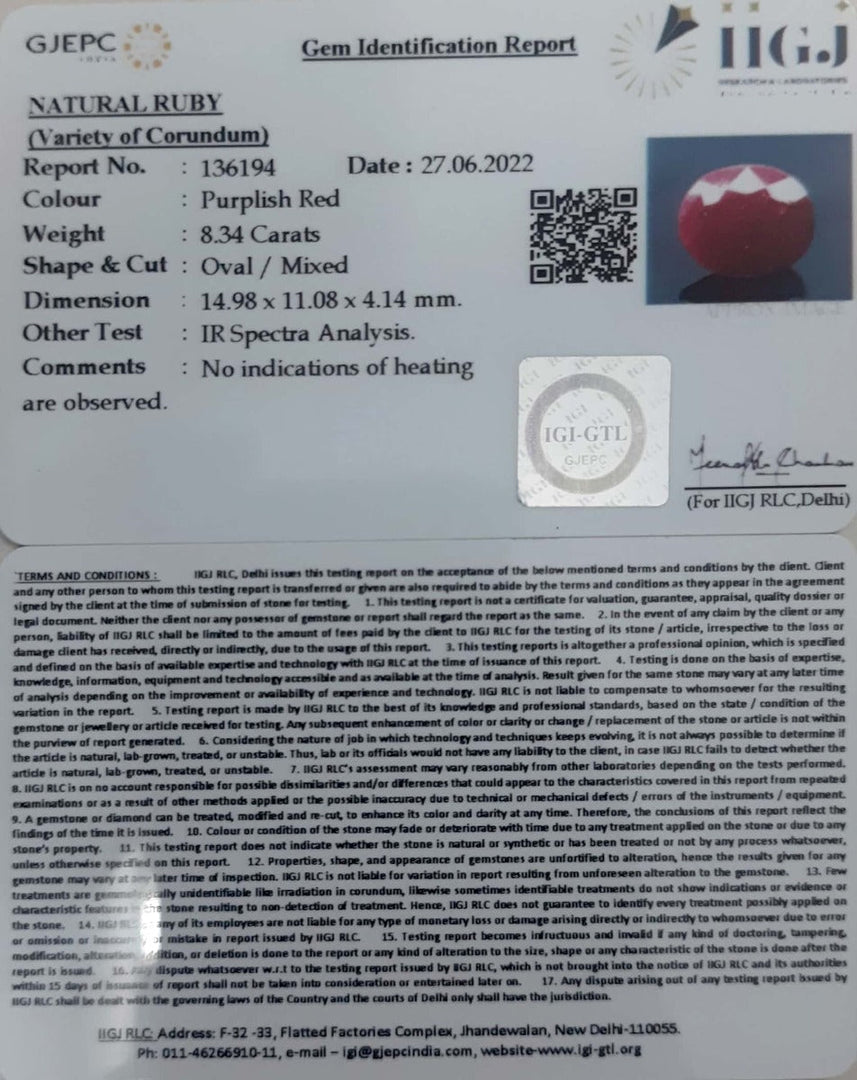 GJEPC
INDIA
Gem Identification Report
IIGJ
RESEARCH & LABORATORIES
NATURAL RUBY
(Variety of Corundum)
Report No. : 136194 Date : 27.06.2022
Colour : Purplish Red
Weight : 8.34 Carats
Shape & Cut : Oval / Mixed
Dimension : 14.98 x 11.08 x 4.14 mm.
Other Test : IR Spectra Analysis.
Comments : No indications of heating
are observed.
IGI-GTL
GJEPC
(For IIGJ RLC,Delhi)
TERMS AND CONDITIONS : IIGJ RLC, Delhi issues this testing report on the acceptance of the below mentioned terms and conditions by the client. Client
and any other person to whom this testing report is transferred or given are also required to abide by the terms and conditions as they appear in the agreement
signed by the client at the time of submission of stone for testing. 1. This testing report is not a certificate for valuation, guarantee, appraisal, quality dossier or
legal document. Neither the client nor any possessor of gemstone or report shall regard the report as the same. 2. In the event of any claim by the client or any
person, liability of IIGJ RLC shall be limited to the amount of fees paid by the client to IIGJ RLC for the testing of its stone / article, irrespective to the loss or
damage client has received, directly or indirectly, due to the usage of this report. 3. This testing reports is altogether a professional opinion, which is specified
and defined on the basis of available expertise and technology with IIGJ RLC at the time of issuance of this report. 4. Testing is done on the basis of expertise,
knowledge, information, equipment and technology accessible and as available at the time of analysis. Result given for the same stone may vary at any later time
of analysis depending on the improvement or availability of experience and technology. IIGJ RLC is not liable to compensate to whomsoever for the resulting
variation in the report. 5. Testing report is made by IIGJ RLC to the best of its knowledge and professional standards, based on the state / condition of the
gemstone or jewellery or article received for testing. Any subsequent enhancement of color or clarity or change / replacement of the stone or article is not within
the purview of report generated. 6. Considering the nature of job in which technology and techniques keeps evolving, it is not always possible to determine if
the article is natural, lab-grown, treated, or unstable. Thus, lab or its officials would not have any liability to the client, in case IIGJ RLC fails to detect whether the
article is natural, lab-grown, treated, or unstable. 7. IIGJ RLC's assessment may vary reasonably from other laboratories depending on the tests performed.
8. IIGJ RLC is on no account responsible for possible dissimilarities and/or differences that could appear to the characteristics covered in this report from repeated
examinations or as a result of other methods applied or the possible inaccuracy due to technical or mechanical defects / errors of the instruments / equipment.
9. A gemstone or diamond can be treated, modified and re-cut, to enhance its color and clarity at any time. Therefore, the conclusions of this report reflect the
findings of the time it is issued. 10. Colour or condition of the stone may fade or deteriorate with time due to any treatment applied on the stone or due to any
stone's property. 11. This testing report does not indicate whether the stone is natural or synthetic or has been treated or not by any process whatsoever,
unless otherwise specified on this report. 12. Properties, shape, and appearance of gemstones are unfortified to alteration, hence the results given for any
gemstone may vary at any later time of inspection. IIGJ RLC is not liable for variation in report resulting from unforeseen alteration to the gemstone. 13. Few
treatments are gemmologically unidentifiable like irradiation in corundum, likewise sometimes identifiable treatments do not show indications or evidence or
characteristic features in the stone resulting to non-detection of treatment. Hence, IIGJ RLC does not guarantee to identify every treatment possibly applied on
the stone. 14. IIGJ any of its employees are not liable for any type of monetary loss or damage arising directly or indirectly to whomsoever due to error
or omission or inaccuracy or mistake in report issued by IIGJ RLC. 15. Testing report becomes infructuous and invalid if any kind of doctoring, tampering,
modification, alteration, addition, or deletion is done to the report or any kind of alteration to the size, shape or any characteristic of the stone is done after the
report is issued. 16. Any dispute whatsoever w.r.t to the testing report issued by IIGJ RLC, which is not brought into the notice of IIGJ RLC and its authorities
within 15 days of issuance of report shall not be taken into consideration or entertained later on. 17. Any dispute arising out of any testing report issued by
IIGJ RLC shall be dealt with the governing laws of the Country and the courts of Delhi only shall have the jurisdiction.
IIGJ RLC: Address: F-32 -33, Flatted Factories Complex, Jhandewalan, New Delhi-110055.
Ph: 011-46266910-11, e-mail – igi@gjepcindia.com, website-www.igi-gtl.org